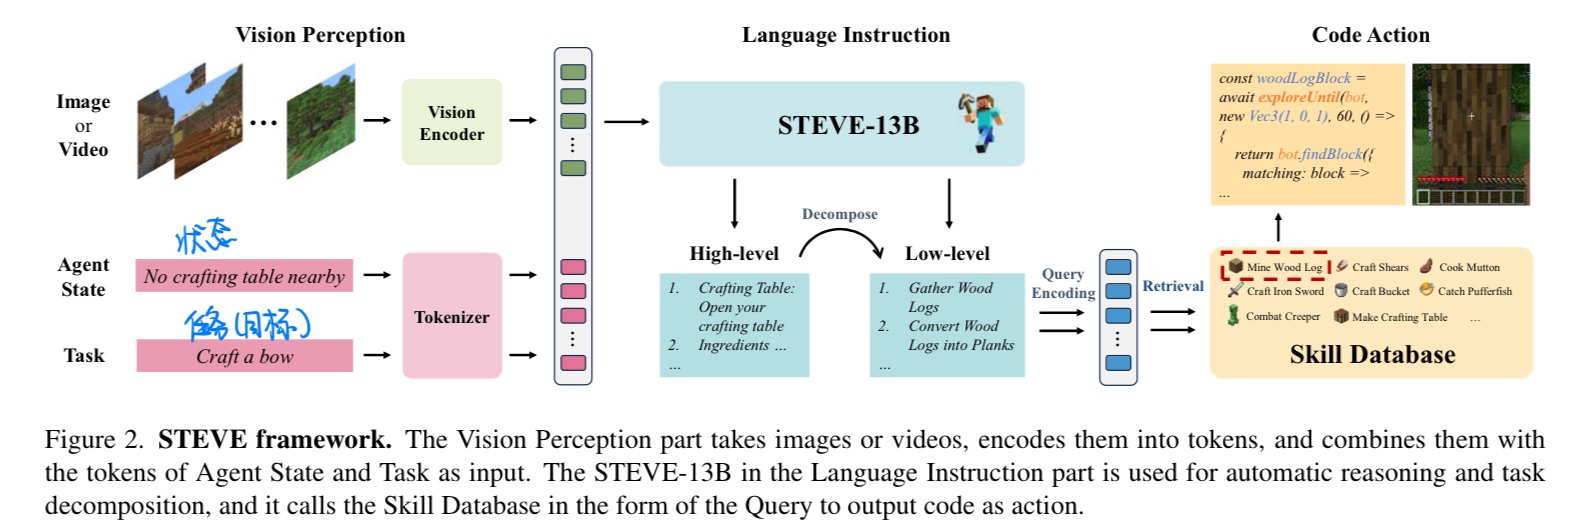 Vision Perception
Language Instruction
Code Action
Image
or
Video
Vision
Encoder
STEVE-13B
const woodLogBlock =
await exploreUntil(bot,
new Vec3(1, 0, 1), 60, () =>
{
return bot.findBlock({
matching: block =>
...
状态
Agent
State
No crafting table nearby
任务(目标)
Task
Craft a bow
Tokenizer
Decompose
High-level
Low-level
1. Crafting Table:
Open your
crafting table
2. Ingredients ...
...
1. Gather Wood
Logs
2. Convert Wood
Logs into Planks
...
Query
Encoding
Retrieval
Mine Wood Log
Craft Shears
Cook Mutton
Craft Iron Sword
Craft Bucket
Catch Pufferfish
Combat Creeper
Make Crafting Table
...
Skill Database
Figure 2. STEVE framework. The Vision Perception part takes images or videos, encodes them into tokens, and combines them with
the tokens of Agent State and Task as input. The STEVE-13B in the Language Instruction part is used for automatic reasoning and task
decomposition, and it calls the Skill Database in the form of the Query to output code as action.